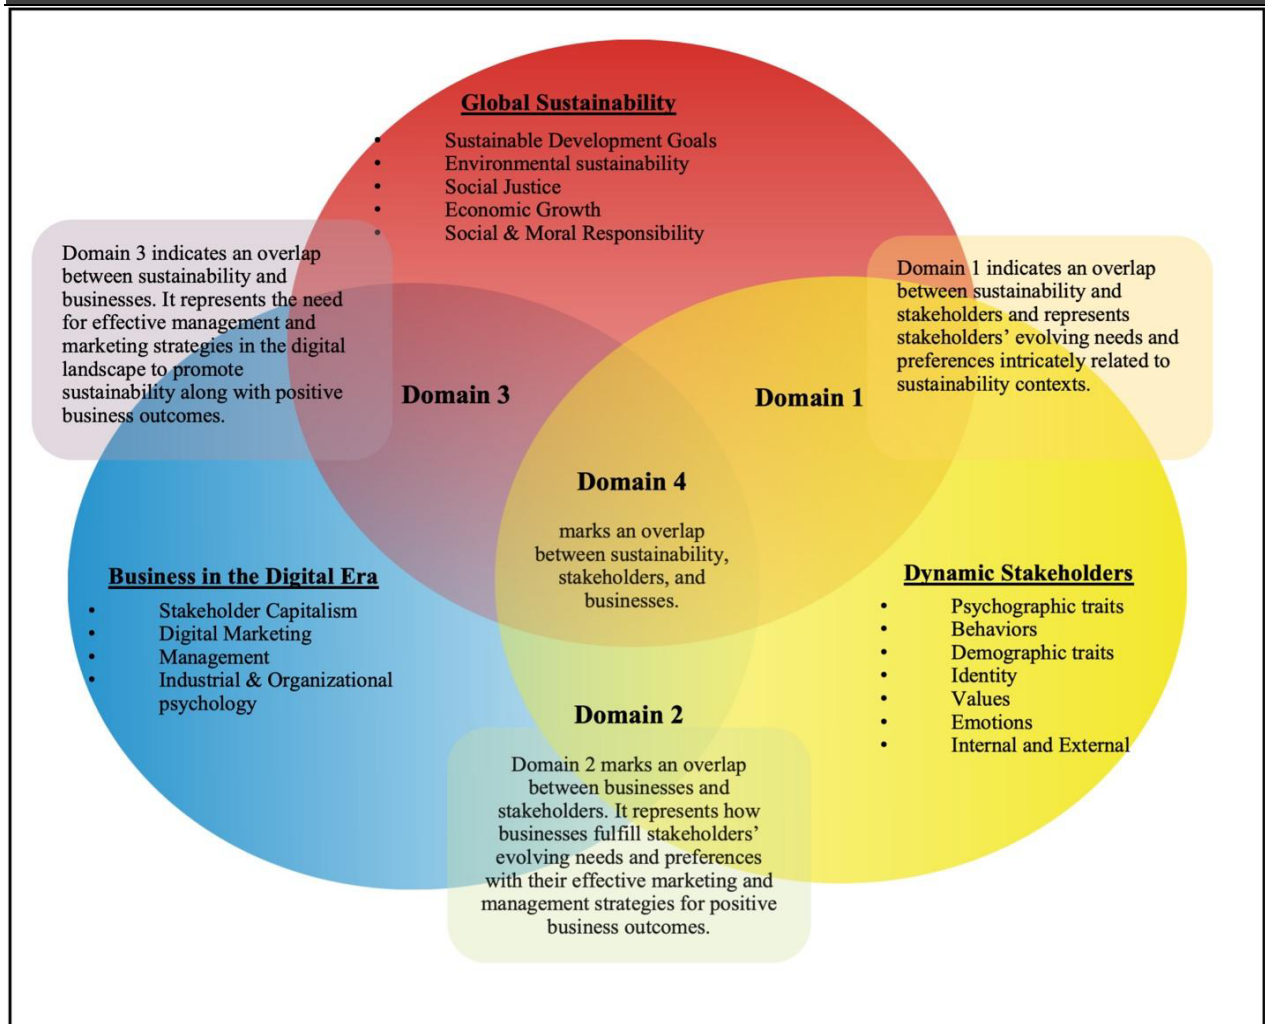 Global Sustainability
• Sustainable Development Goals
• Environmental sustainability
• Social Justice
• Economic Growth
• Social & Moral Responsibility
Domain 3 indicates an overlap
between sustainability and
businesses. It represents the need
for effective management and
marketing strategies in the digital
landscape to promote
sustainability along with positive
business outcomes.
Domain 1 indicates an overlap
between sustainability and
stakeholders and represents
stakeholders’ evolving needs and
preferences intricately related to
sustainability contexts.
Domain 3
Domain 1
Domain 4
marks an overlap
between sustainability,
stakeholders, and
businesses.
Business in the Digital Era
• Stakeholder Capitalism
• Digital Marketing
• Management
• Industrial & Organizational
psychology
Dynamic Stakeholders
• Psychographic traits
• Behaviors
• Demographic traits
• Identity
• Values
• Emotions
• Internal and External
Domain 2
Domain 2 marks an overlap
between businesses and
stakeholders. It represents how
businesses fulfill stakeholders’
evolving needs and preferences
with their effective marketing and
management strategies for positive
business outcomes.